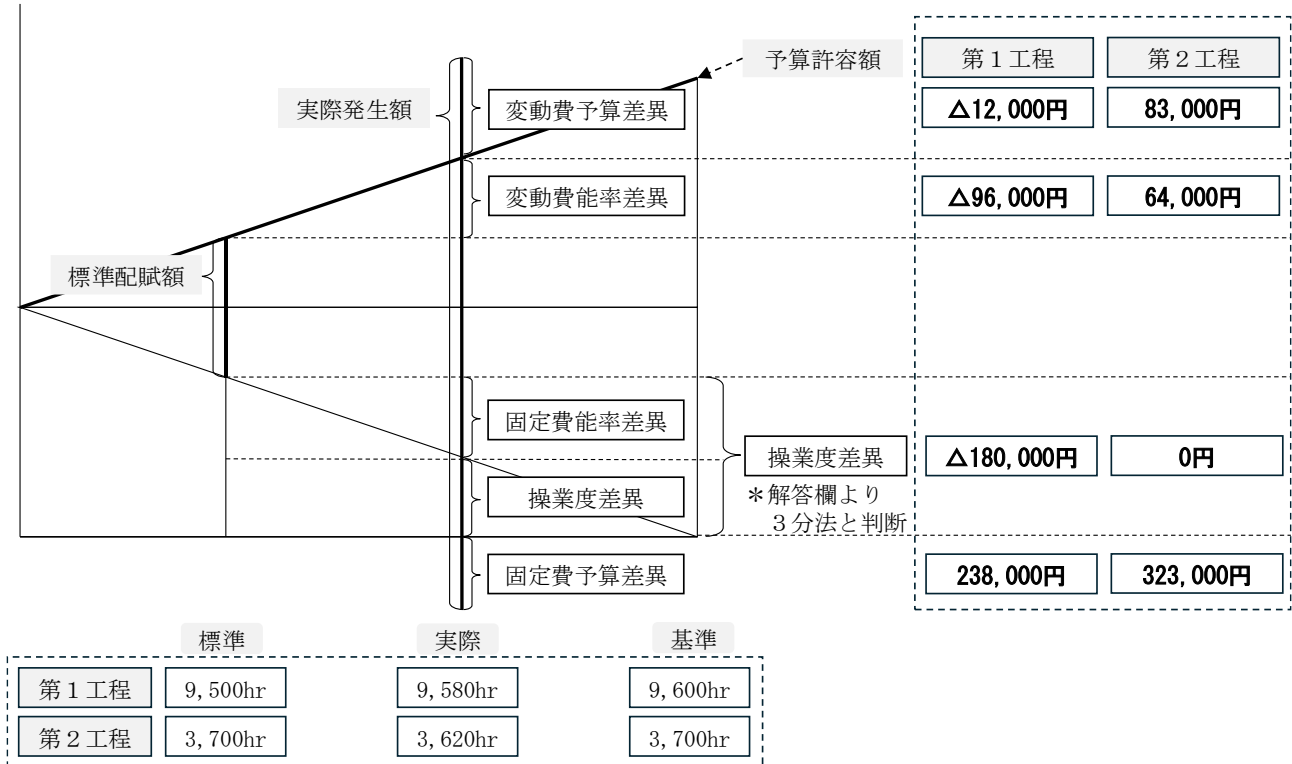 予算許容額
第１工程
第２工程
実際発生額
変動費予算差異
△12,000円
83,000円
変動費能率差異
△96,000円
64,000円
標準配賦額
固定費能率差異
操業度差異
△180,000円
0円
＊解答欄より
３分法と判断
操業度差異
固定費予算差異
238,000円
323,000円
標準
実際
基準
第１工程
9,500hr
9,580hr
9,600hr
第２工程
3,700hr
3,620hr
3,700hr